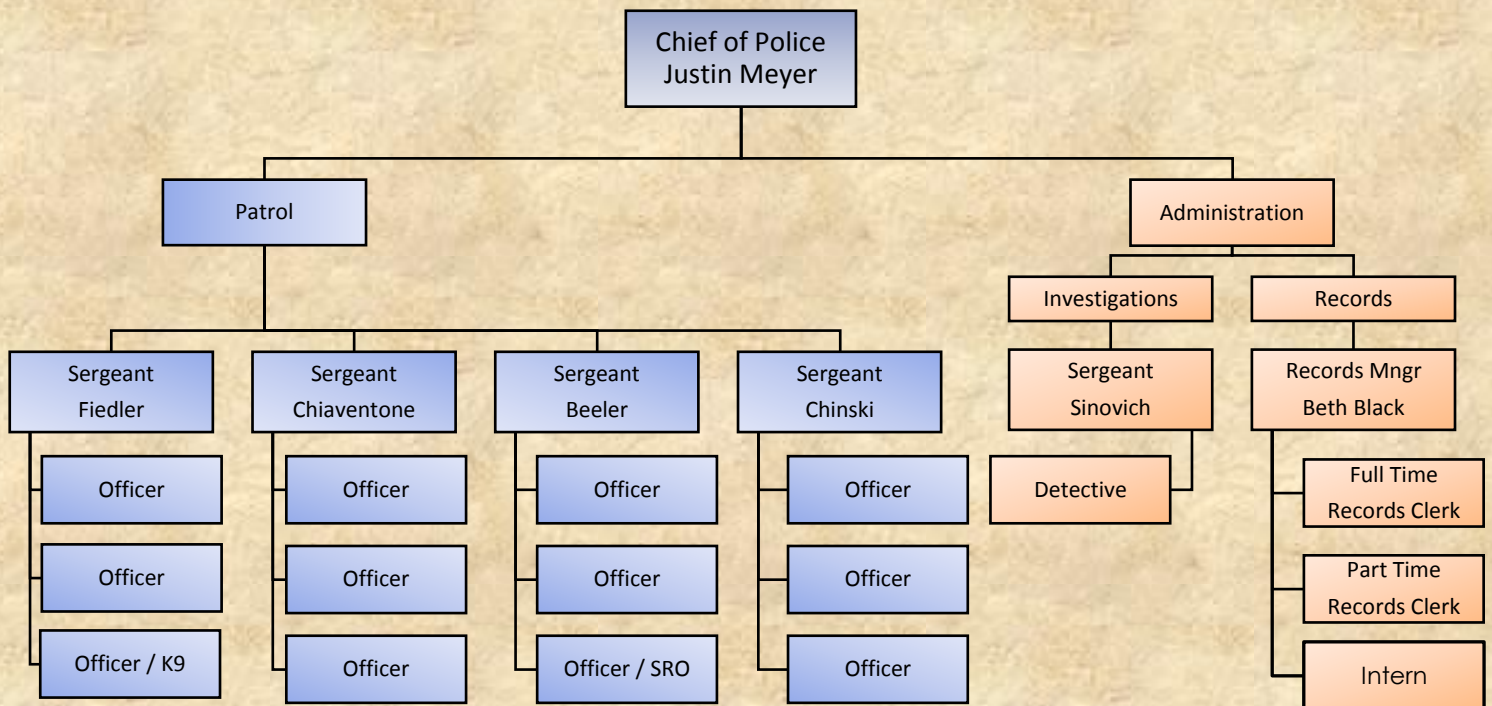 Chief of Police
Justin Meyer
Patrol
Administration
Investigations
Records
Sergeant
Fiedler
Sergeant
Chiaventone
Sergeant
Beeler
Sergeant
Chinski
Sergeant
Sinovich
Records Mngr
Beth Black
Officer
Officer
Officer / K9
Officer
Officer
Officer
Officer
Officer
Officer / SRO
Officer
Officer
Officer
Detective
Full Time
Records Clerk
Part Time
Records Clerk
Intern